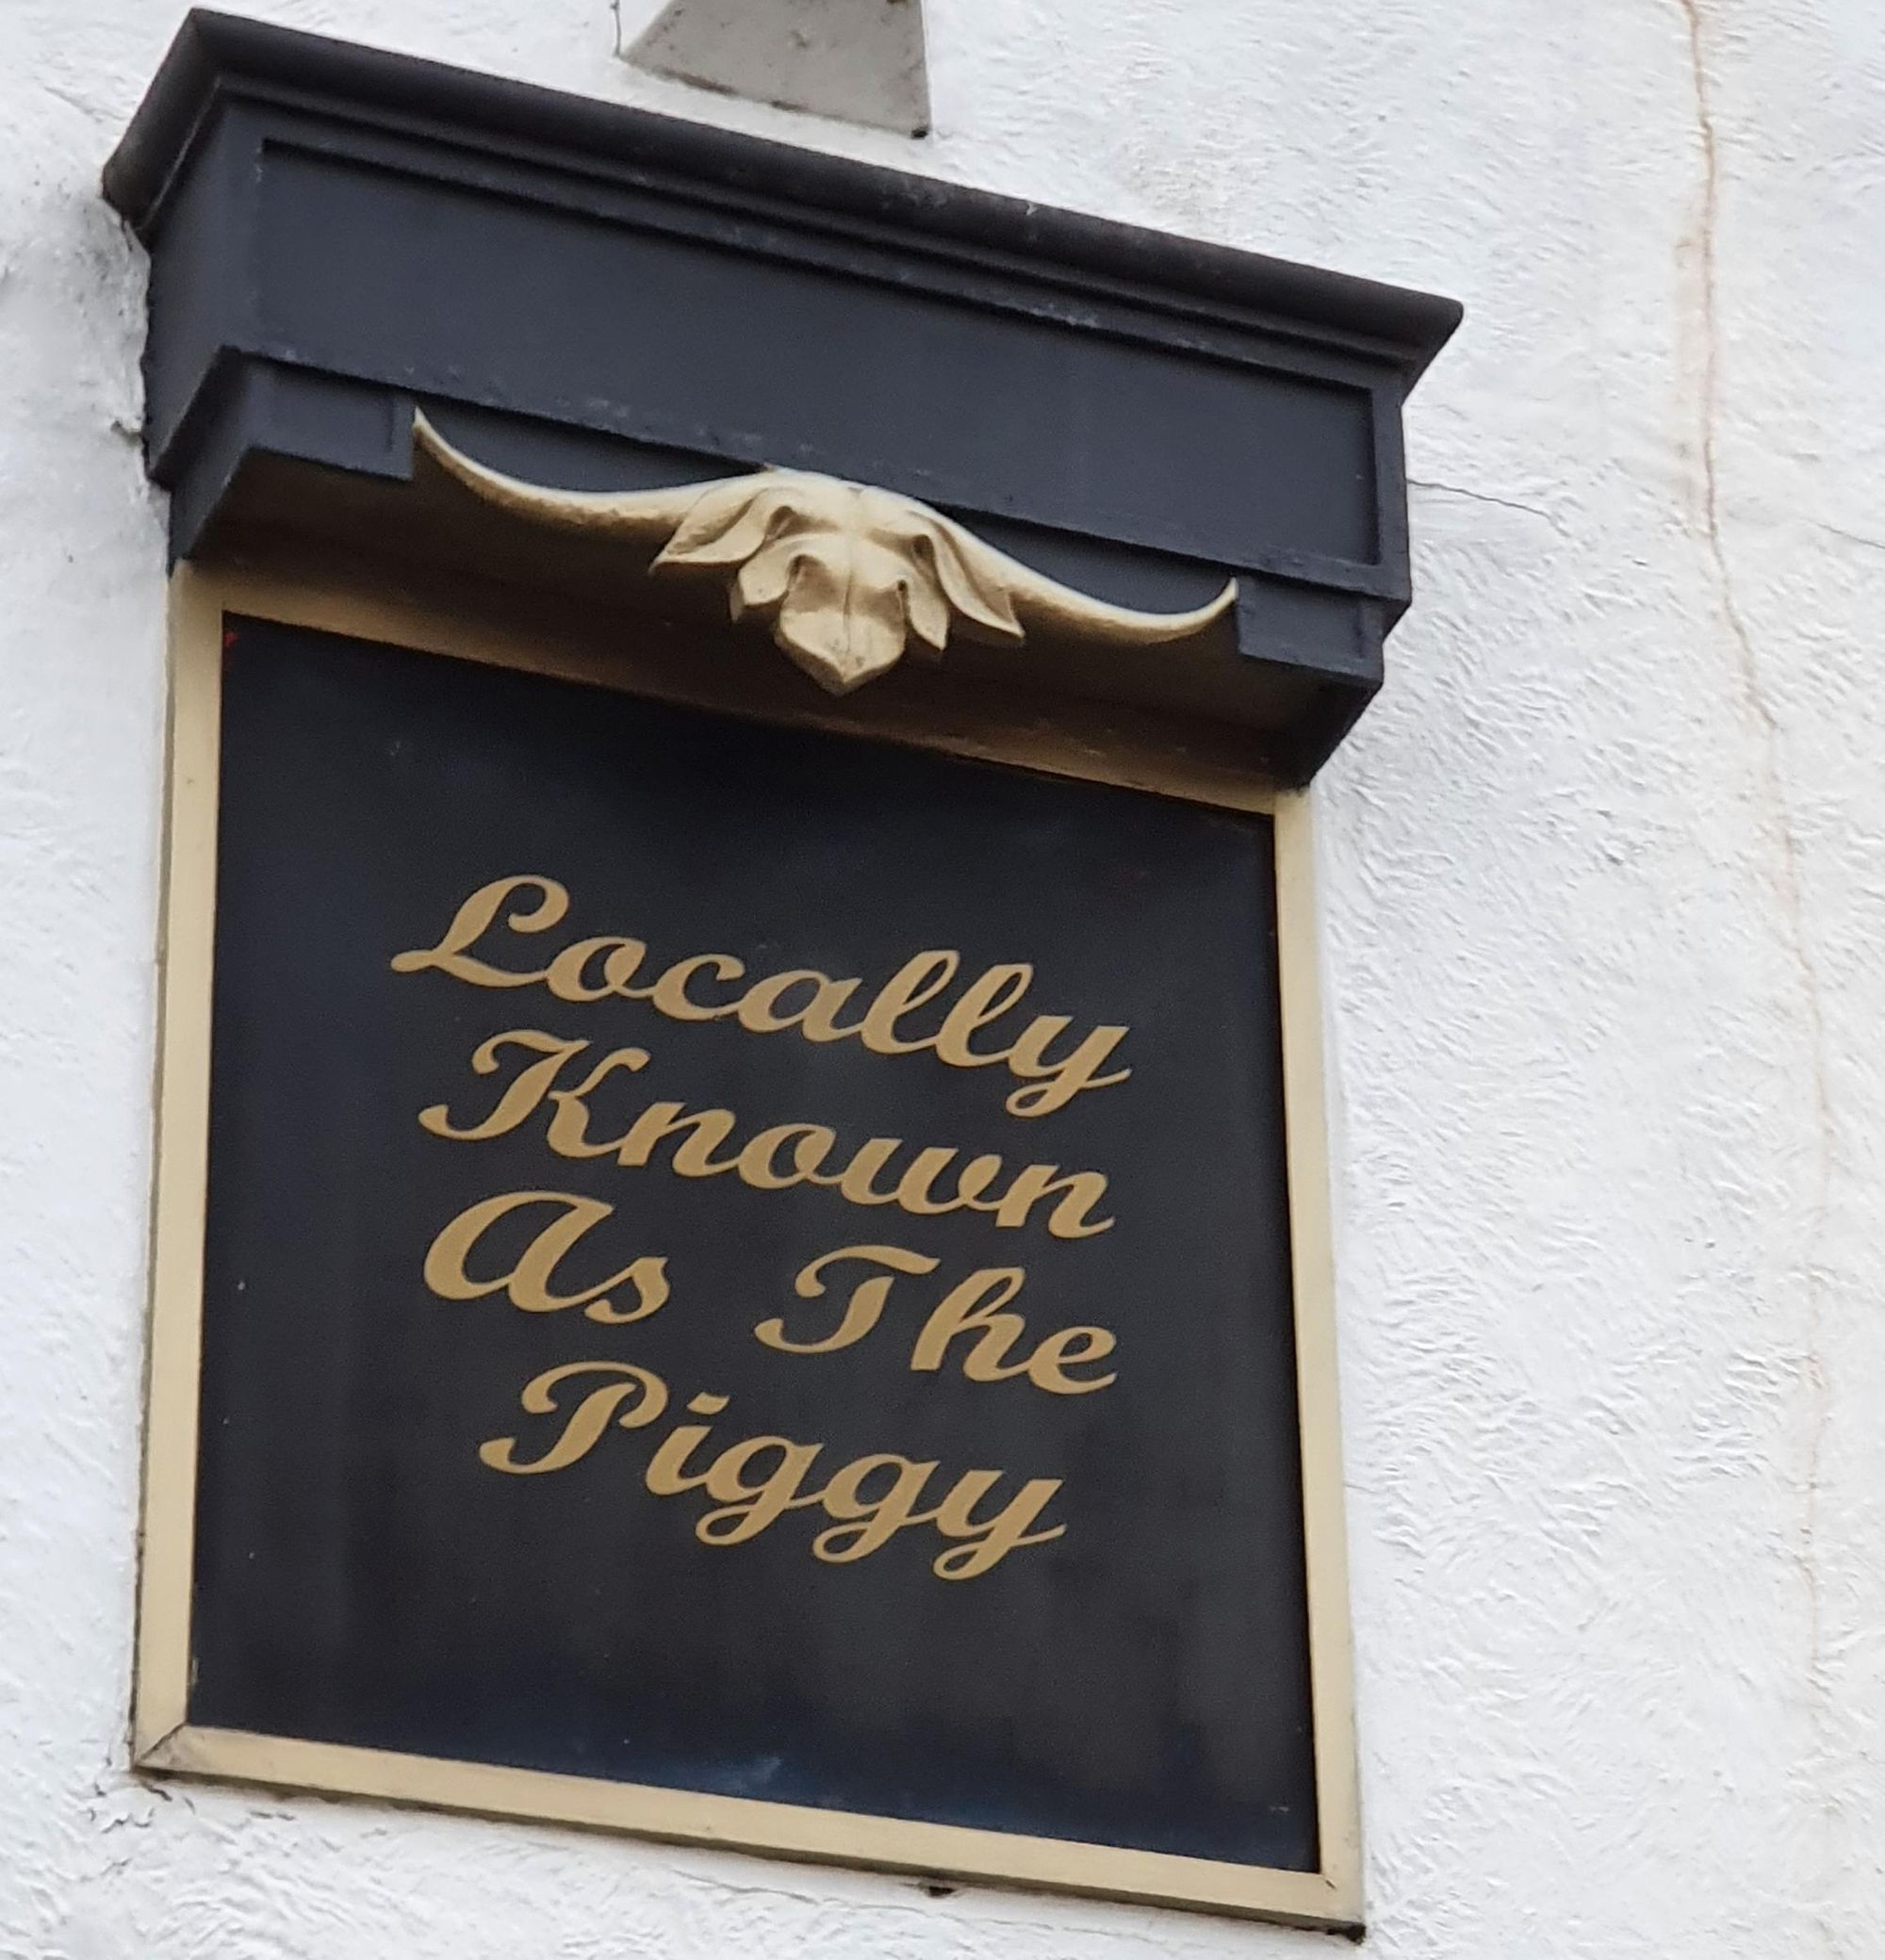 Locally
Known
As The
Piggy